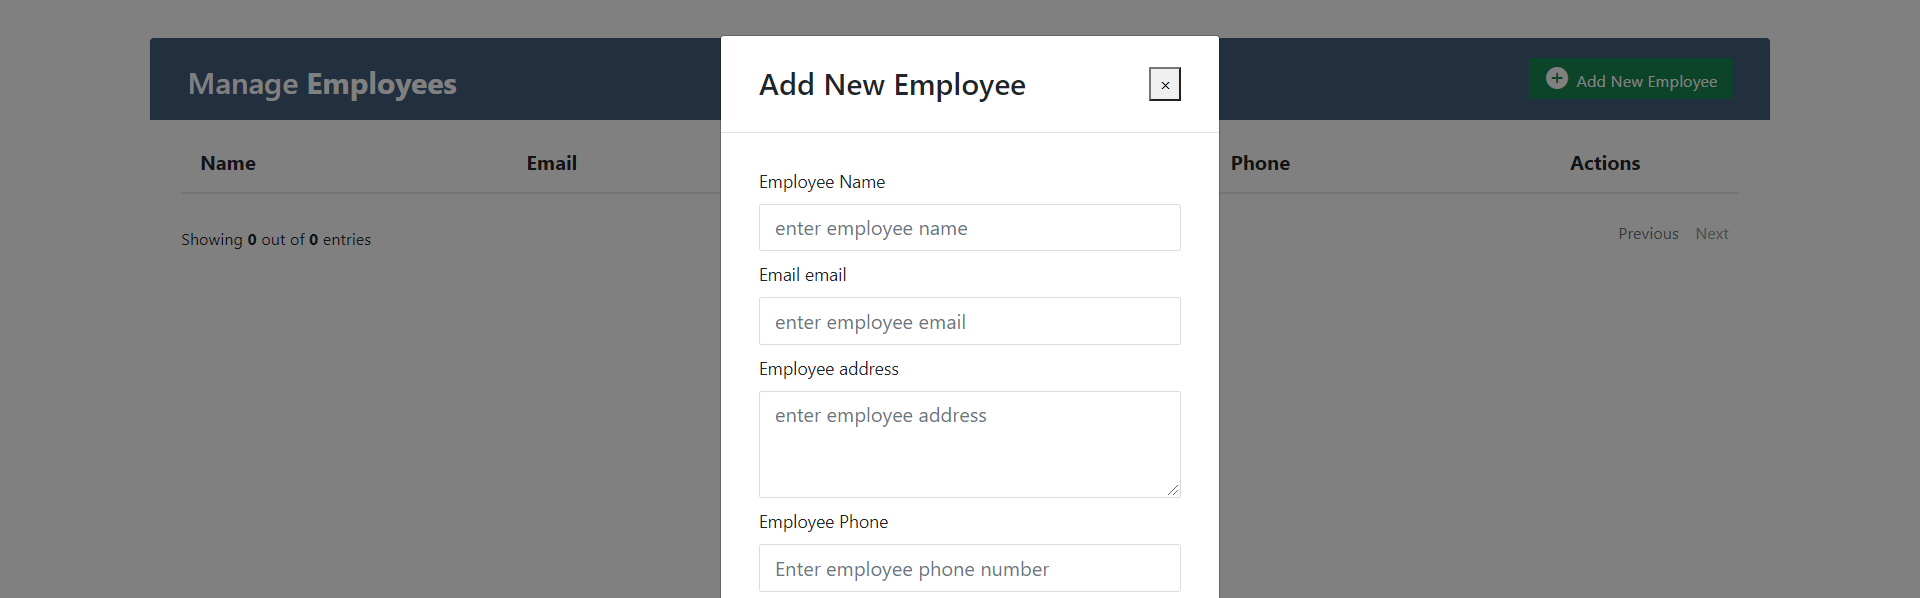 Manage Employees
Add New Employee
×
Add New Employee
Name
Email
Phone
Actions
Employee Name
enter employee name
Showing 0 out of 0 entries
Previous
Next
Email email
enter employee email
Employee address
enter employee address
Employee Phone
Enter employee phone number